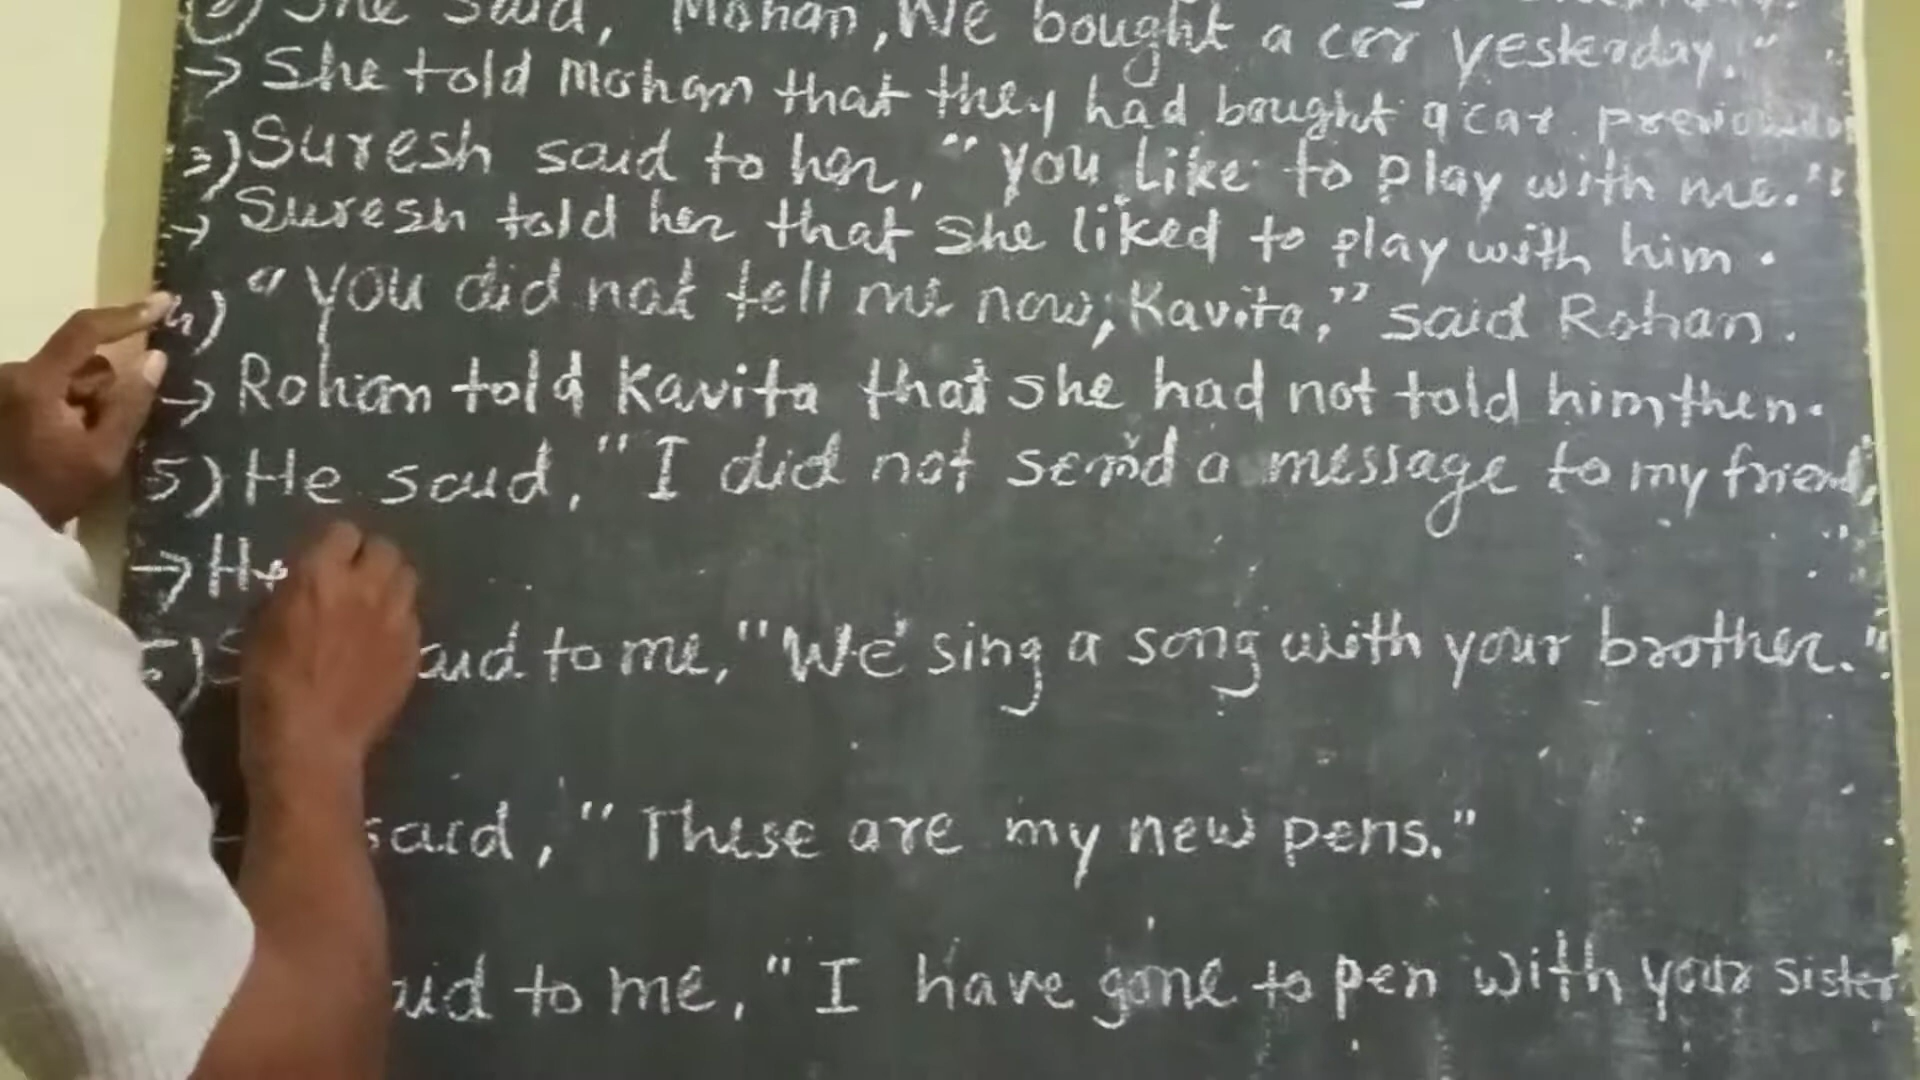 2) She said, "Mohan, We bought a car yesterday."
→ She told Mohan that they had bought a car
3) Suresh said to her, "you like to play with me."
→ Suresh told her that she liked to play with him.
4) "you did not tell me now, Kavita," said Rohan.
→ Rohan told Kavita that she had not told him then.
5) He said, "I did not send a message to my friend,
→ He
said to me, "We sing a song with your brother."
said, "These are my new pens."
to me, "I have gone to pen with your sister